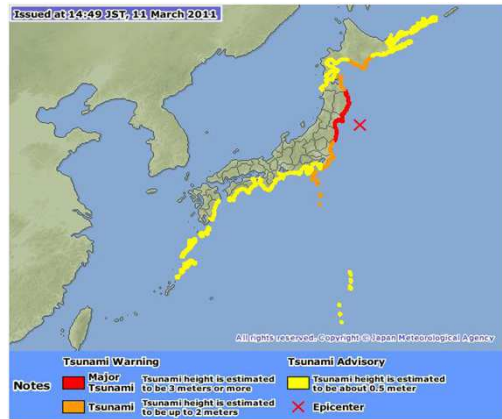 Issued at 14:49 JST, 11 March 2011
All rights reserved. Copyright © Japan Meteorological Agency
Notes
Tsunami Warning
Major Tsunami
Tsunami height is estimated to be 3 meters or more
Tsunami
Tsunami height is estimated to be up to 2 meters
Tsunami Advisory
Tsunami height is estimated to be about 0.5 meter
Epicenter